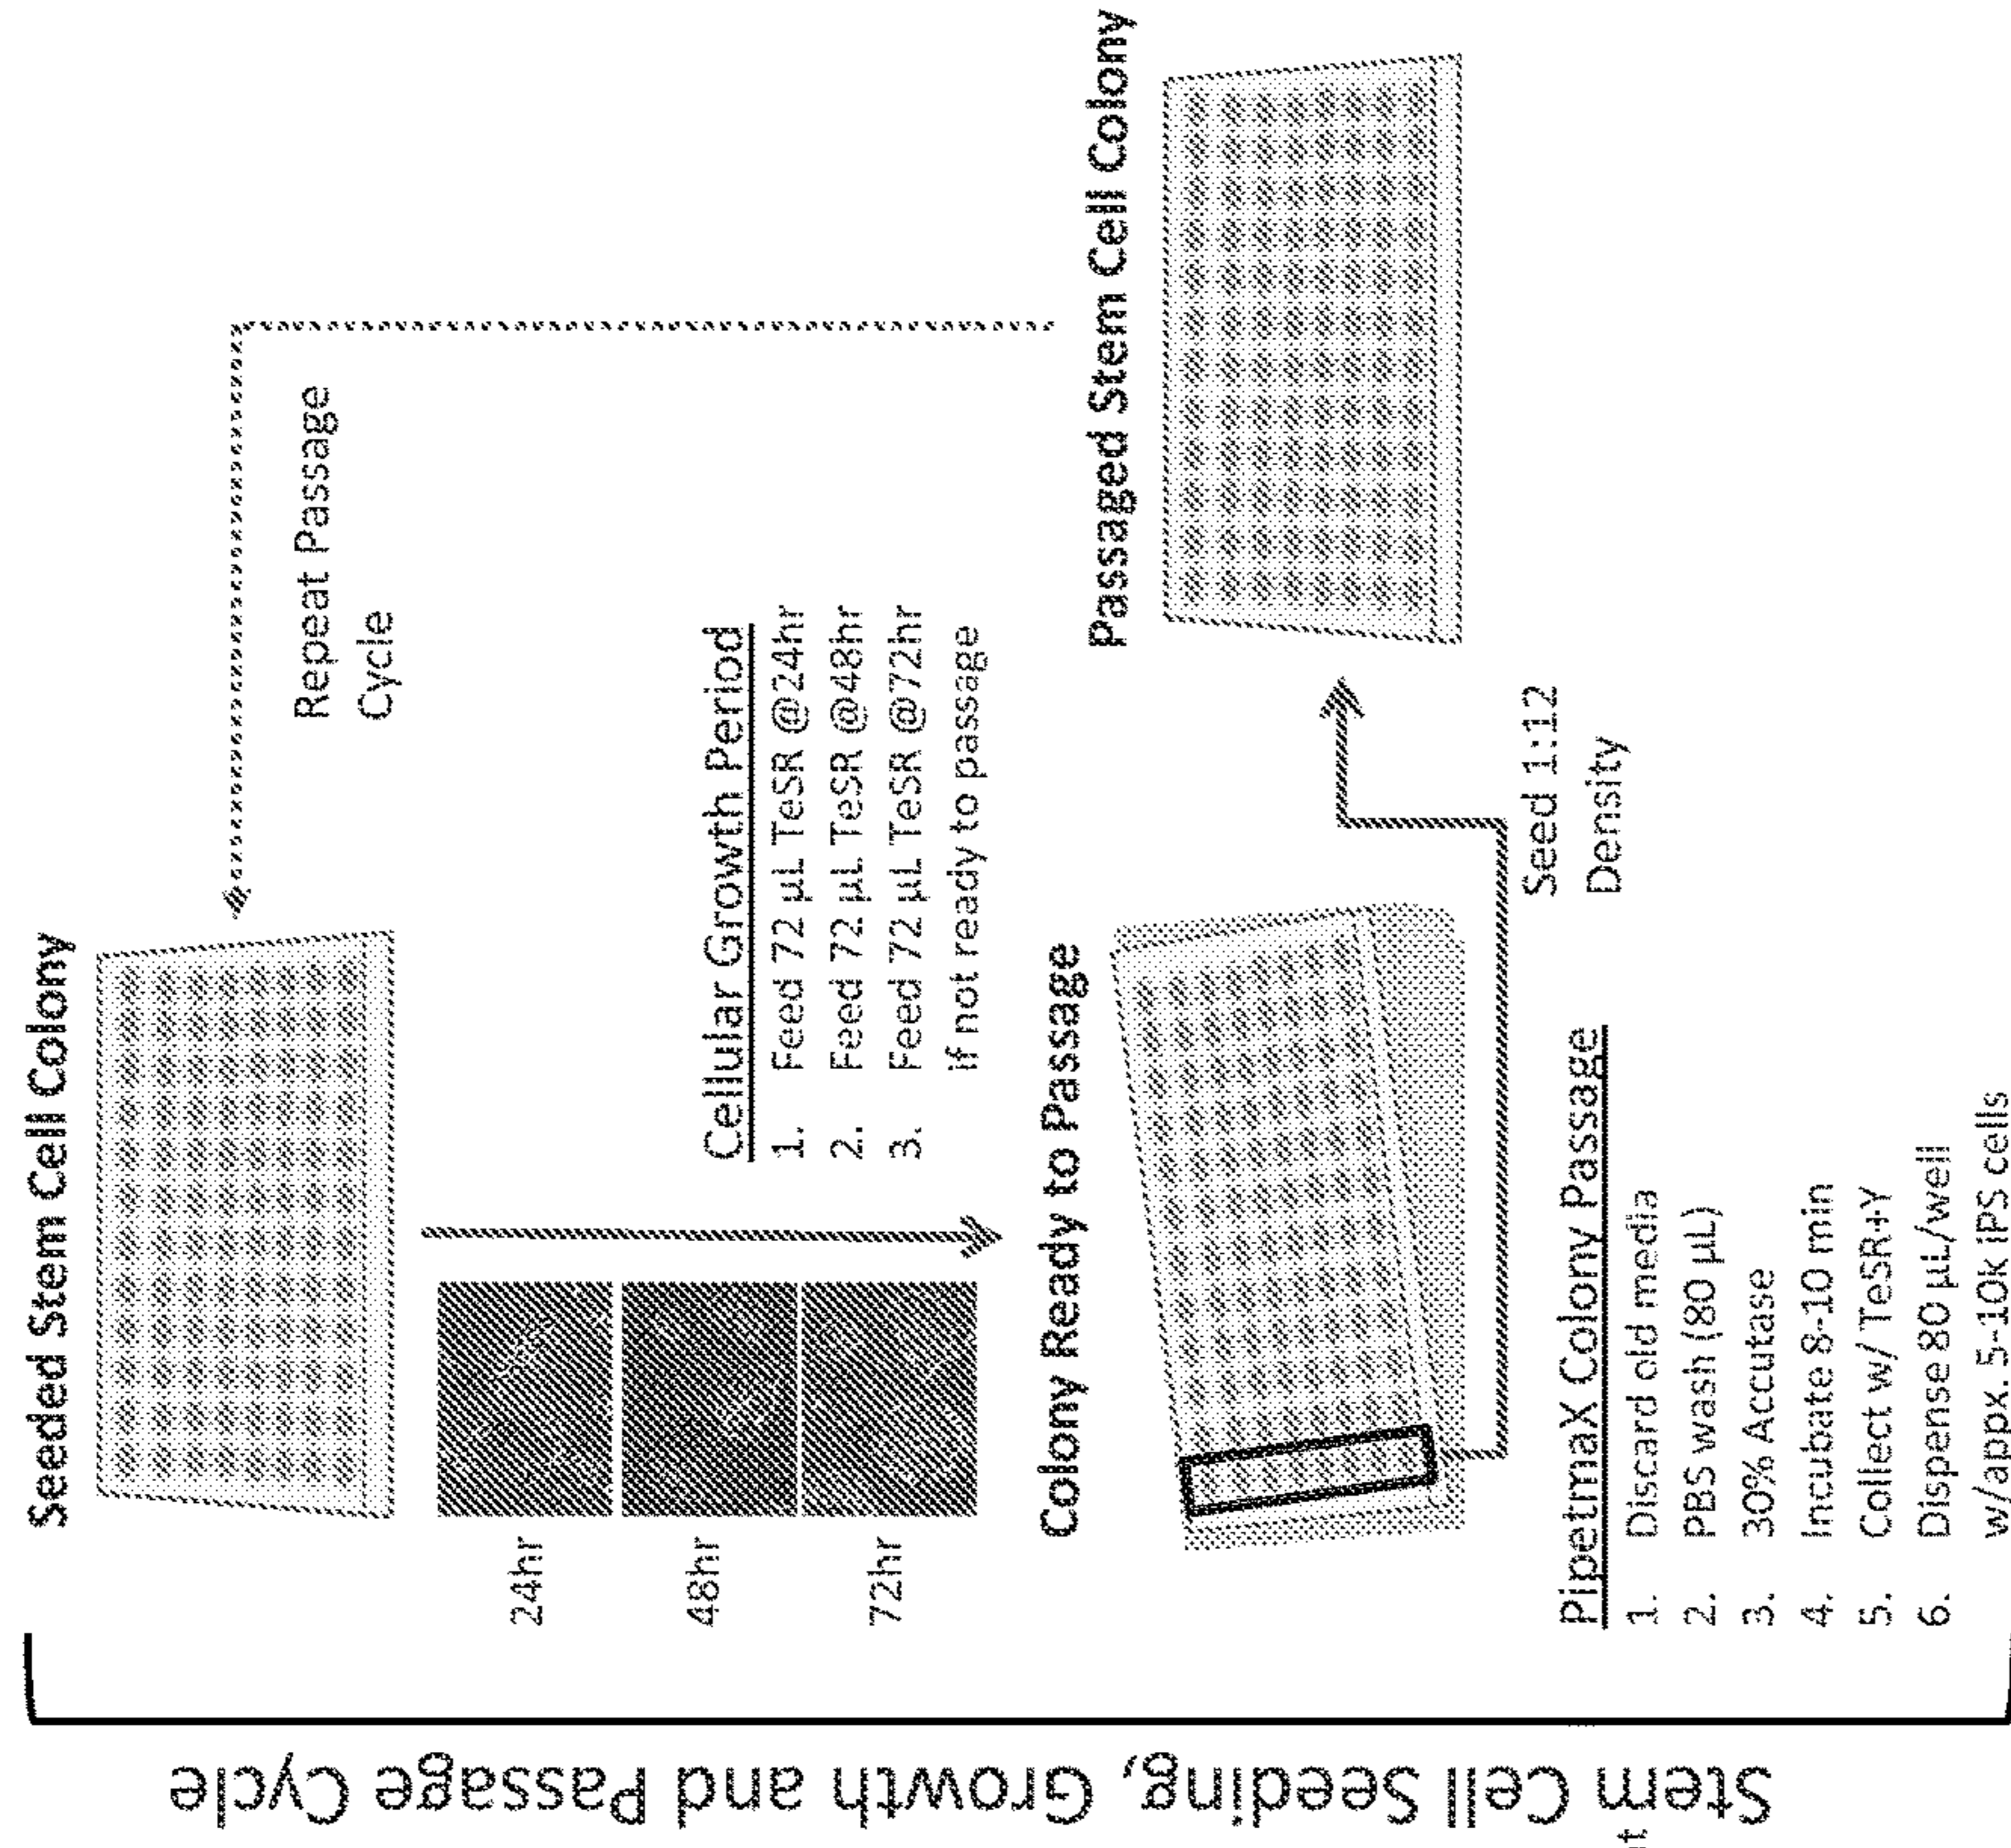 Stem Cell Seeding, Growth and Passage Cycle
Seeded Stem Cell Colony
24hr
48hr
72hr
Repeat Passage
Cycle
Cellular Growth Period
1. Feed 72 µL TeSR @24hr
2. Feed 72 µL TeSR @48hr
3. Feed 72 µL TeSR @72hr
if not ready to passage
Colony Ready to Passage
Passaged Stem Cell Colony
Seed 1:12
Density
PipetmaX Colony Passage
1. Discard old media
2. PBS wash (80 µL)
3. 30% Accutase
4. Incubate 8-10 min
5. Collect w/ TeSR+Y
6. Dispense 80 µL/well
w/appx. 5-10k iPS cells